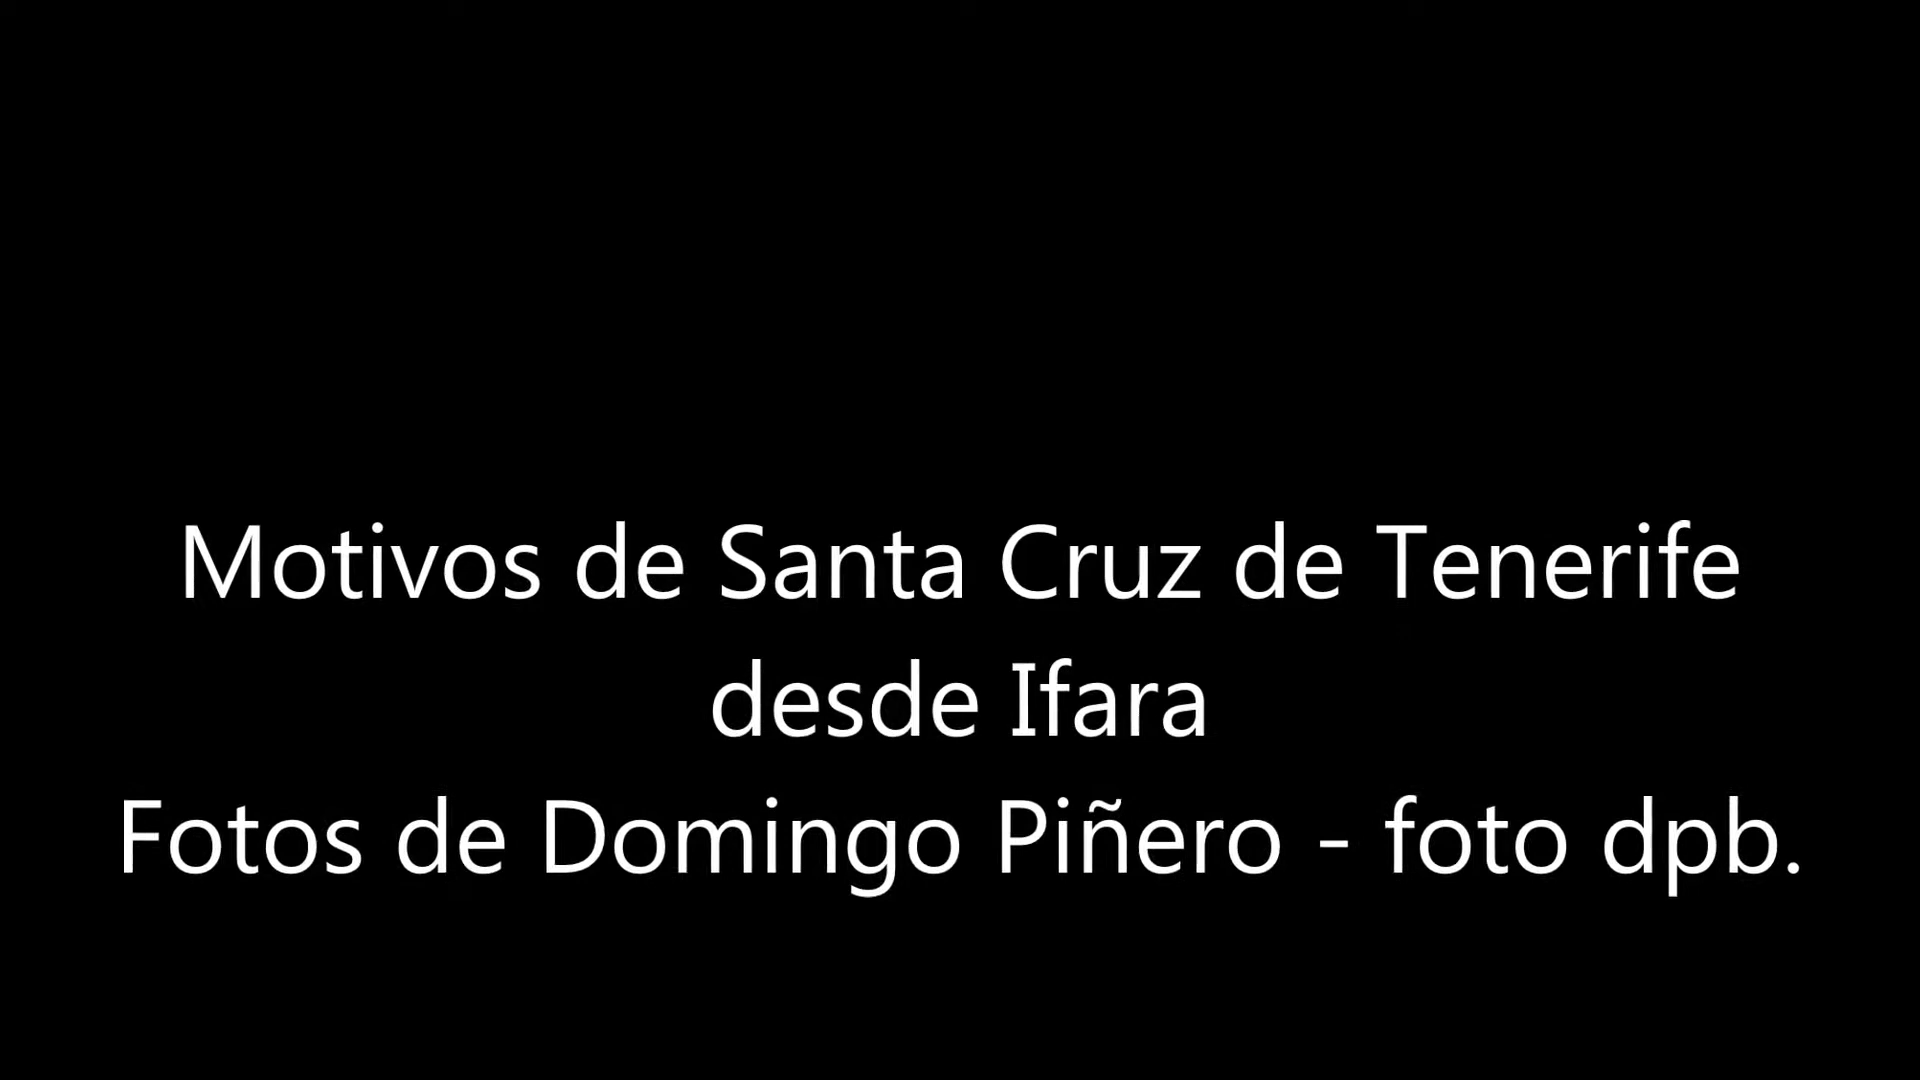 Motivos de Santa Cruz de Tenerife
desde Ifara
Fotos de Domingo Piñero - foto dpb.